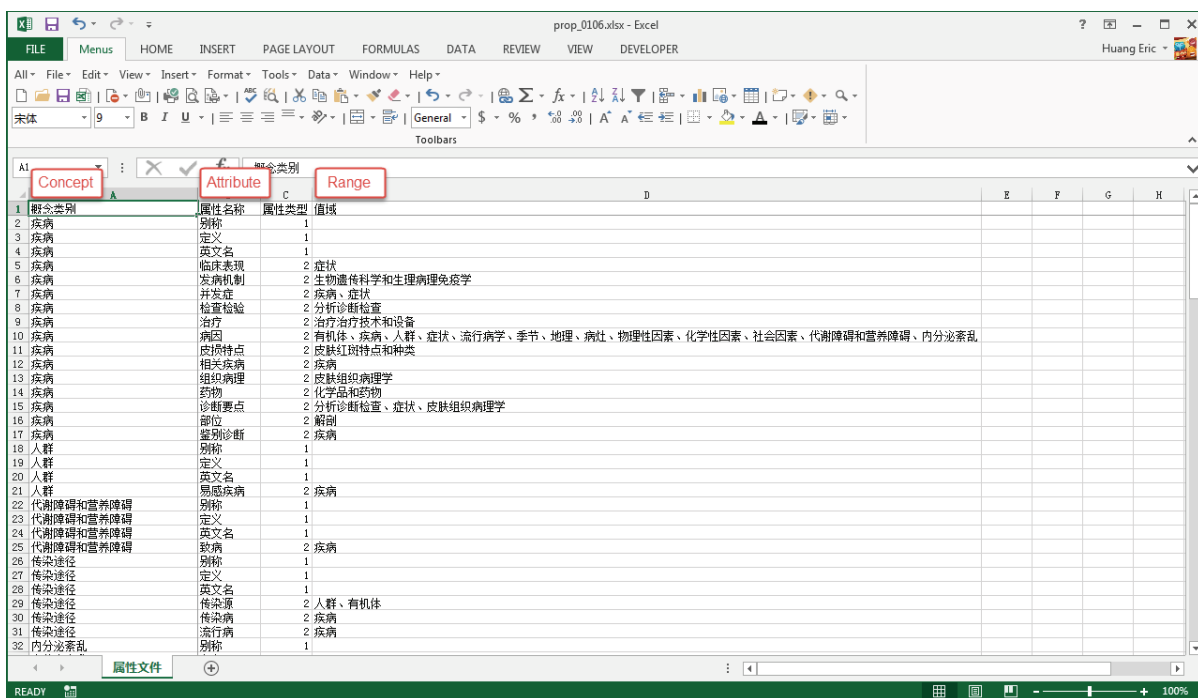 prop_0106.xlsx - Excel
FILE Menus HOME INSERT PAGE LAYOUT FORMULAS DATA REVIEW VIEW DEVELOPER Huang Eric
All File Edit View Insert Format Tools Data Window Help
宋体 9 B I U General $ % ,
Toolbars
A1 fx 概念类别
Concept Attribute Range
A C D E F G H
1 概念类别 属性名称 属性类型 值域
2 疾病 别称 1
3 疾病 定义 1
4 疾病 英文名 1
5 疾病 临床表现 2 症状
6 疾病 发病机制 2 生物遗传科学和生理病理免疫学
7 疾病 并发症 2 疾病、症状
8 疾病 检查检验 2 分析诊断检查
9 疾病 治疗 2 治疗治疗技术和设备
10 疾病 病因 2 有机体、疾病、人群、症状、流行病学、季节、地理、病灶、物理性因素、化学性因素、社会因素、代谢障碍和营养障碍、内分泌紊乱
11 疾病 皮损特点 2 皮肤红斑特点和种类
12 疾病 相关疾病 2 疾病
13 疾病 组织病理 2 皮肤组织病理学
14 疾病 药物 2 化学品和药物
15 疾病 诊断要点 2 分析诊断检查、症状、皮肤组织病理学
16 疾病 部位 2 解剖
17 疾病 鉴别诊断 2 疾病
18 人群 别称 1
19 人群 定义 1
20 人群 英文名 1
21 人群 易感疾病 2 疾病
22 代谢障碍和营养障碍 别称 1
23 代谢障碍和营养障碍 定义 1
24 代谢障碍和营养障碍 英文名 1
25 代谢障碍和营养障碍 致病 2 疾病
26 传染途径 别称 1
27 传染途径 定义 1
28 传染途径 英文名 1
29 传染途径 传染源 2 人群、有机体
30 传染途径 传染病 2 疾病
31 传染途径 流行病 2 疾病
32 内分泌紊乱 别称 1
属性文件
READY 100%